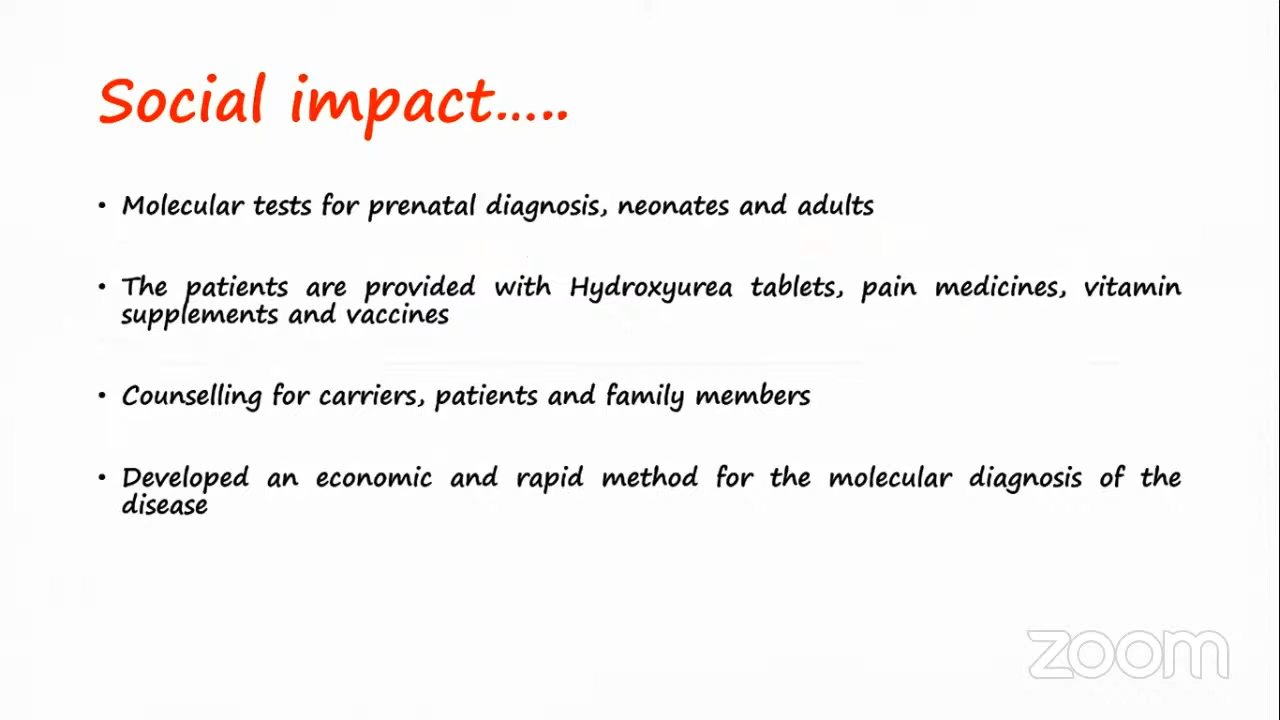 Social impact.....
• Molecular tests for prenatal diagnosis, neonates and adults
• The patients are provided with Hydroxyurea tablets, pain medicines, vitamin
supplements and vaccines
• Counselling for carriers, patients and family members
• Developed an economic and rapid method for the molecular diagnosis of the
disease
zoom